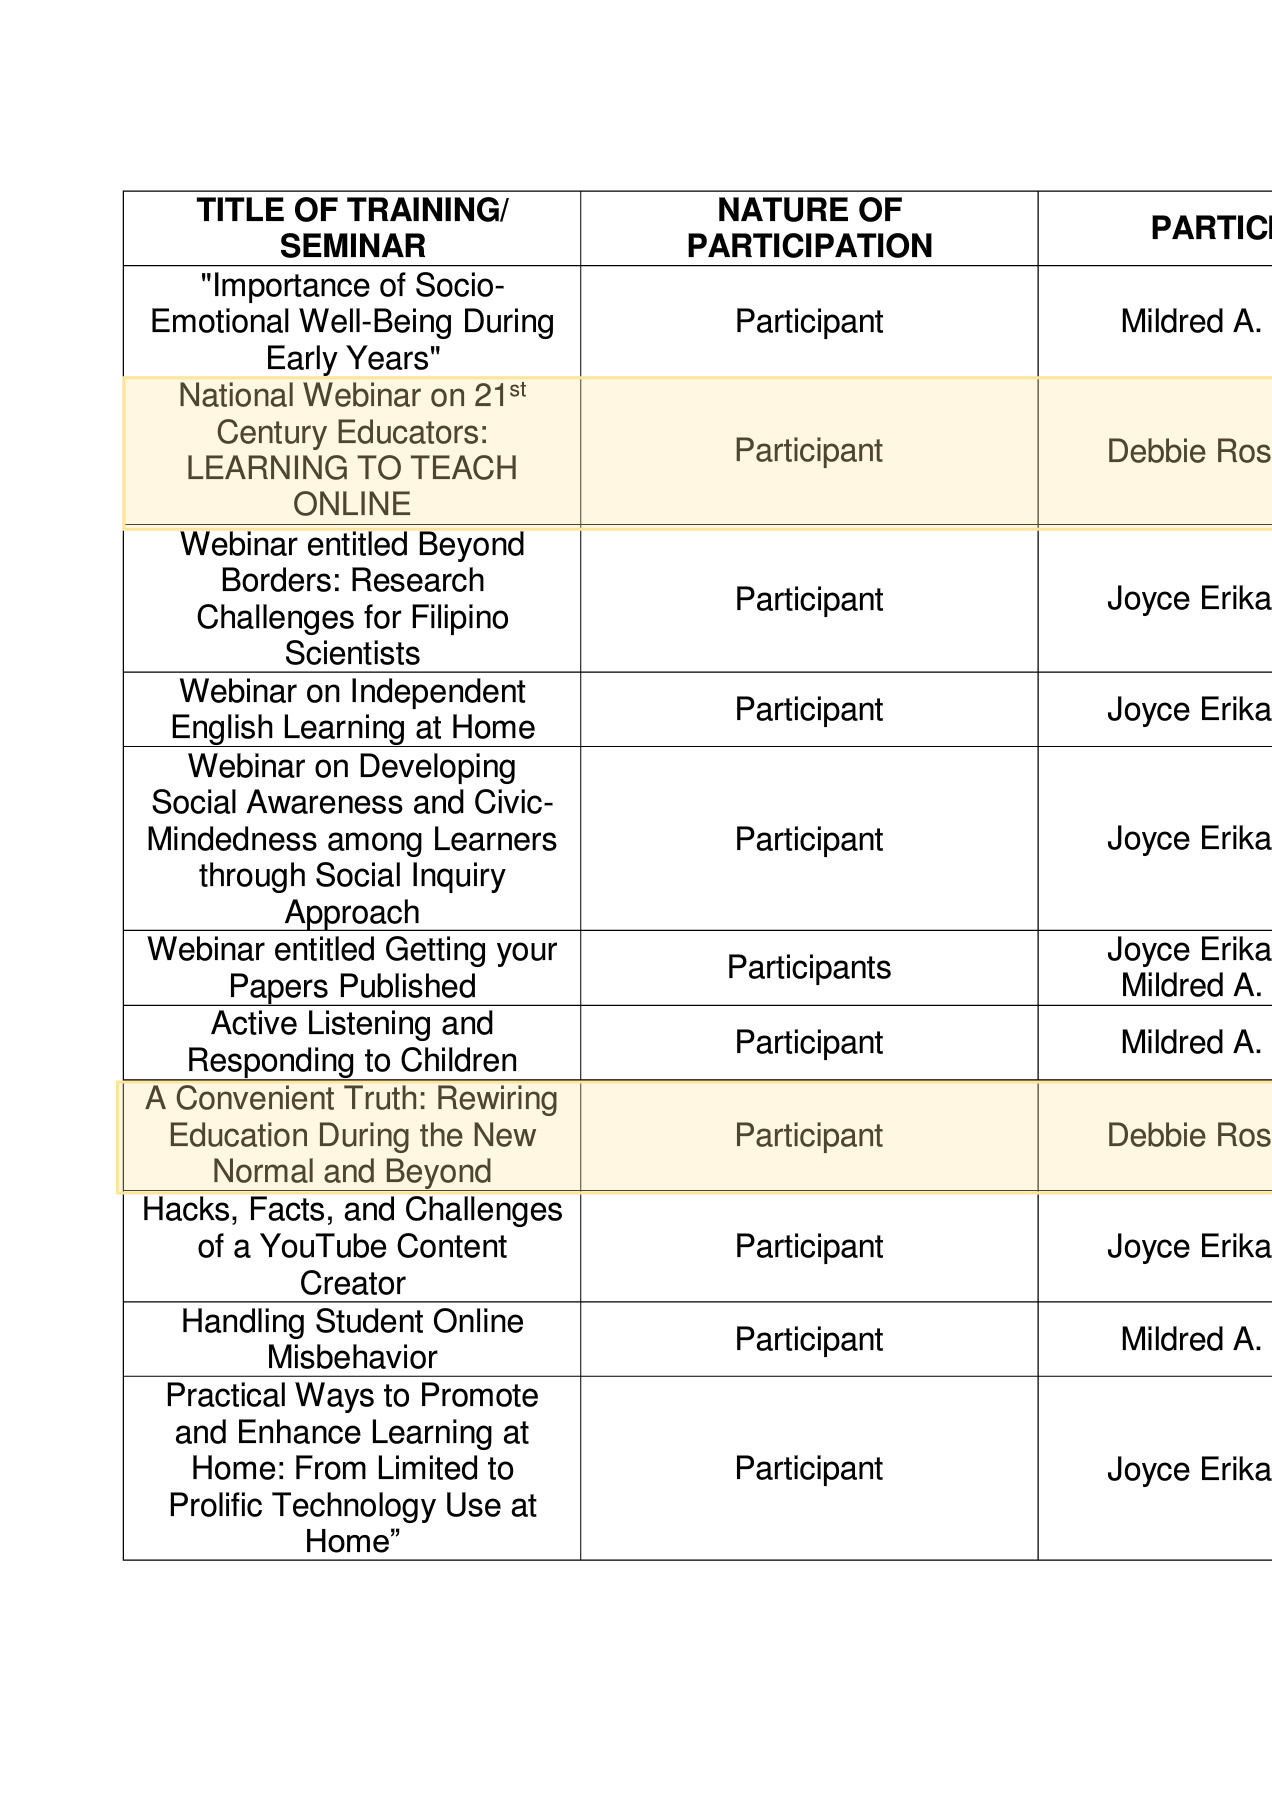 TITLE OF TRAINING/
SEMINAR
NATURE OF
PARTICIPATION
PARTICI
"Importance of Socio-
Emotional Well-Being During
Early Years"
Participant
Mildred A.
National Webinar on 21st
Century Educators:
LEARNING TO TEACH
ONLINE
Participant
Debbie Ros
Webinar entitled Beyond
Borders: Research
Challenges for Filipino
Scientists
Participant
Joyce Erika
Webinar on Independent
English Learning at Home
Participant
Joyce Erika
Webinar on Developing
Social Awareness and Civic-
Mindedness among Learners
through Social Inquiry
Approach
Participant
Joyce Erika
Webinar entitled Getting your
Papers Published
Participants
Joyce Erika
Mildred A.
Active Listening and
Responding to Children
Participant
Mildred A.
A Convenient Truth: Rewiring
Education During the New
Normal and Beyond
Participant
Debbie Ros
Hacks, Facts, and Challenges
of a YouTube Content
Creator
Participant
Joyce Erika
Handling Student Online
Misbehavior
Participant
Mildred A.
Practical Ways to Promote
and Enhance Learning at
Home: From Limited to
Prolific Technology Use at
Home”
Participant
Joyce Erika